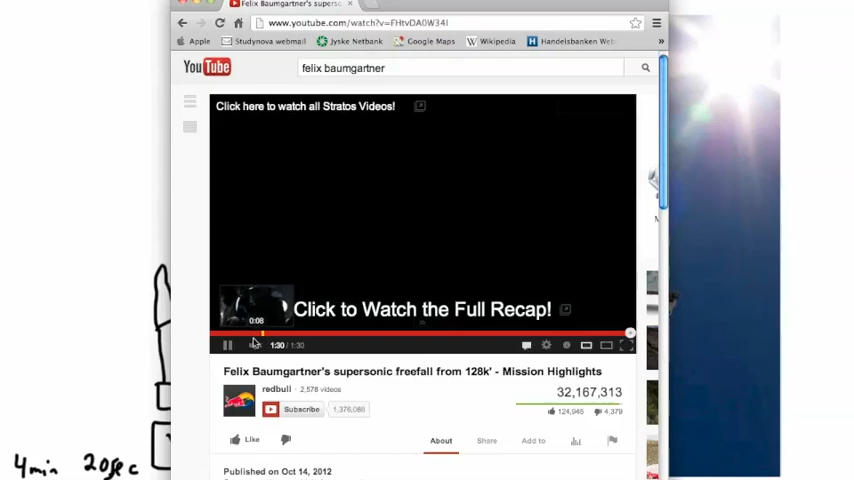 Felix Baumgartner's superso
www.youtube.com/watch?v=FHtvDA0W34I
Apple Studynova webmail Jyske Netbank Google Maps Wikipedia Handelsbanken Web »
YouTube felix baumgartner
Click here to watch all Stratos Videos!
0:08
Click to Watch the Full Recap!
1:30 / 1:30
Felix Baumgartner's supersonic freefall from 128k' - Mission Highlights
redbull · 2,578 videos
32,167,313
Subscribe 1,376,088
124,945 4,379
Like About Share Add to
Published on Oct 14, 2012
4min 20sec